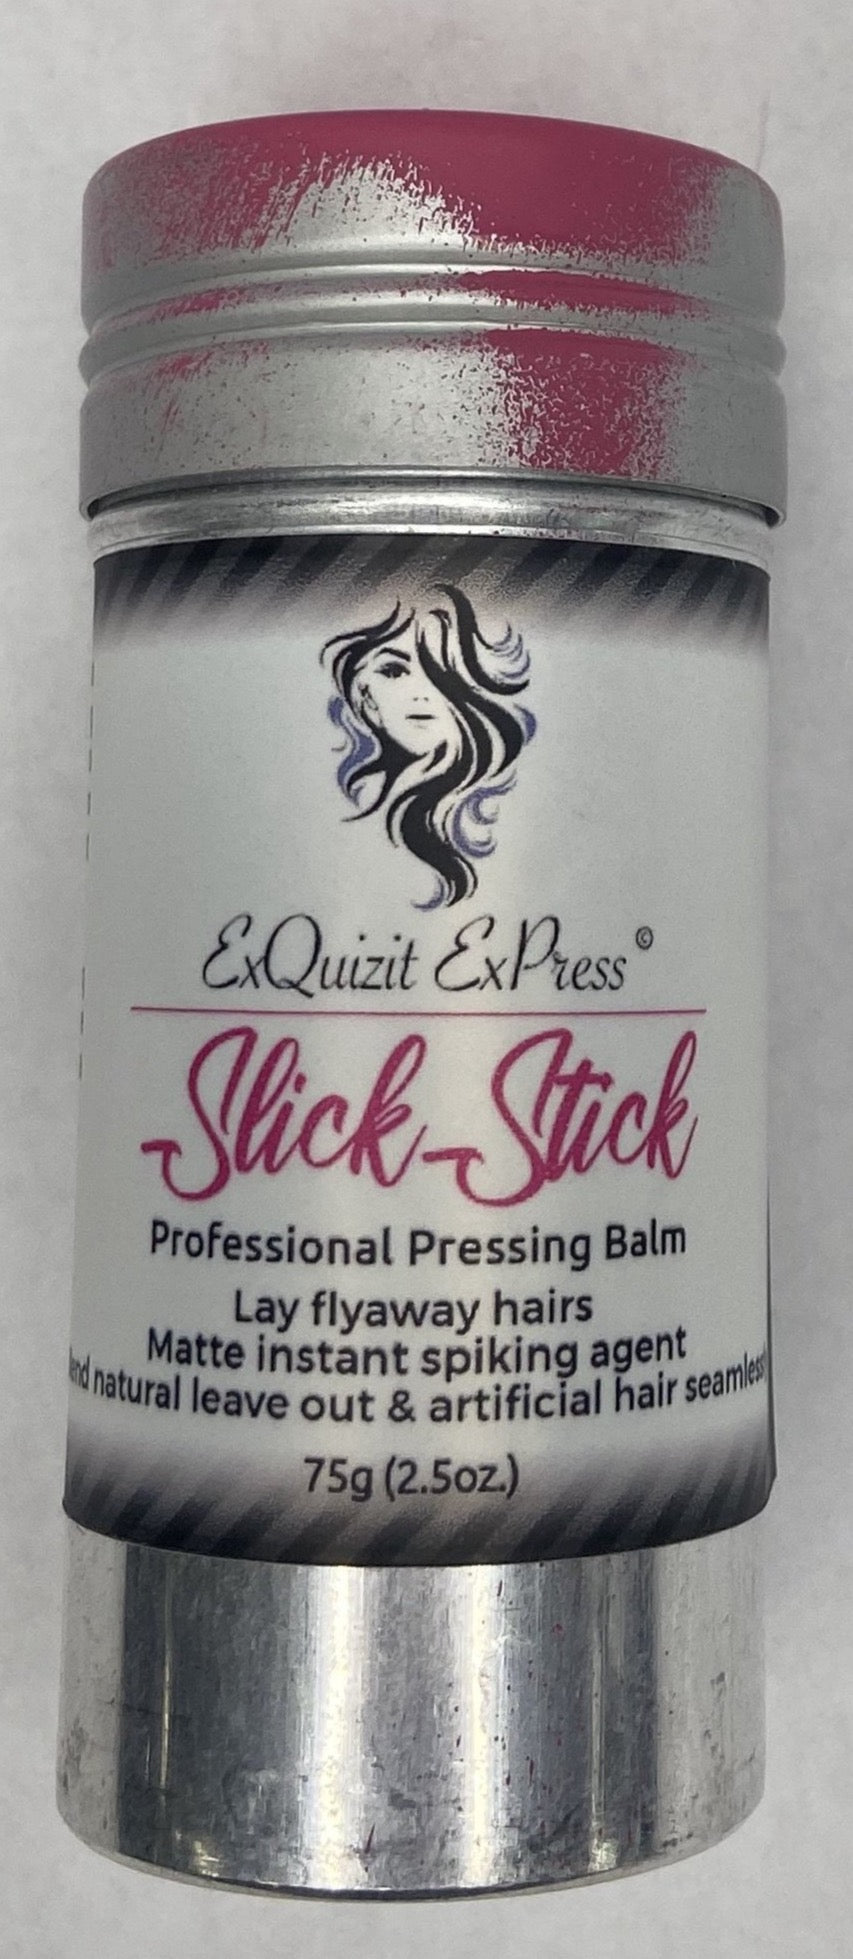 ExQuizit ExPress©
Slick-Stick
Professional Pressing Balm
Lay flyaway hairs
Matte instant spiking agent
natural leave out & artificial hair
75g (2.5oz.)